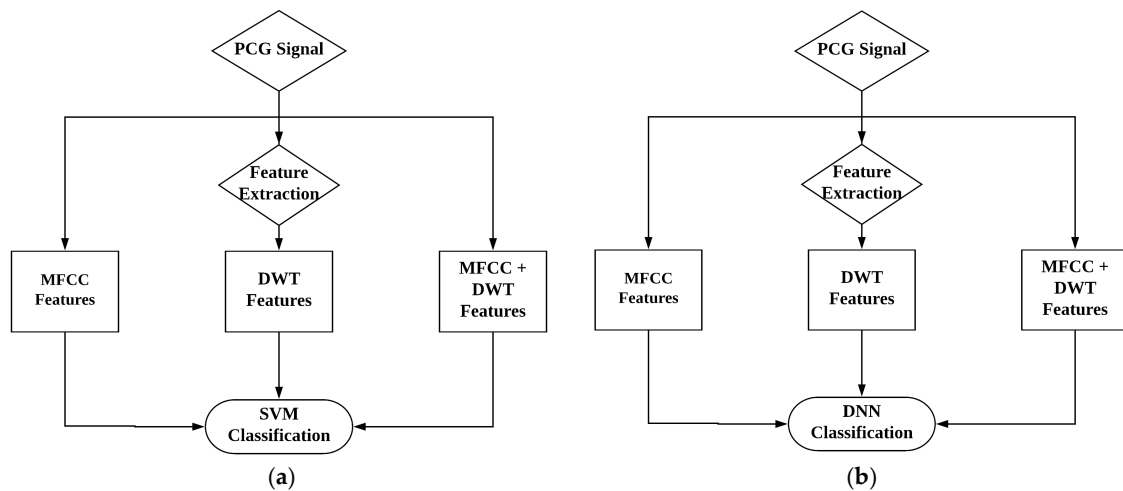 PCG Signal
Feature
Extraction
MFCC
Features
DWT
Features
MFCC +
DWT
Features
SVM
Classification
(a)
PCG Signal
Feature
Extraction
MFCC
Features
DWT
Features
MFCC +
DWT
Features
DNN
Classification
(b)